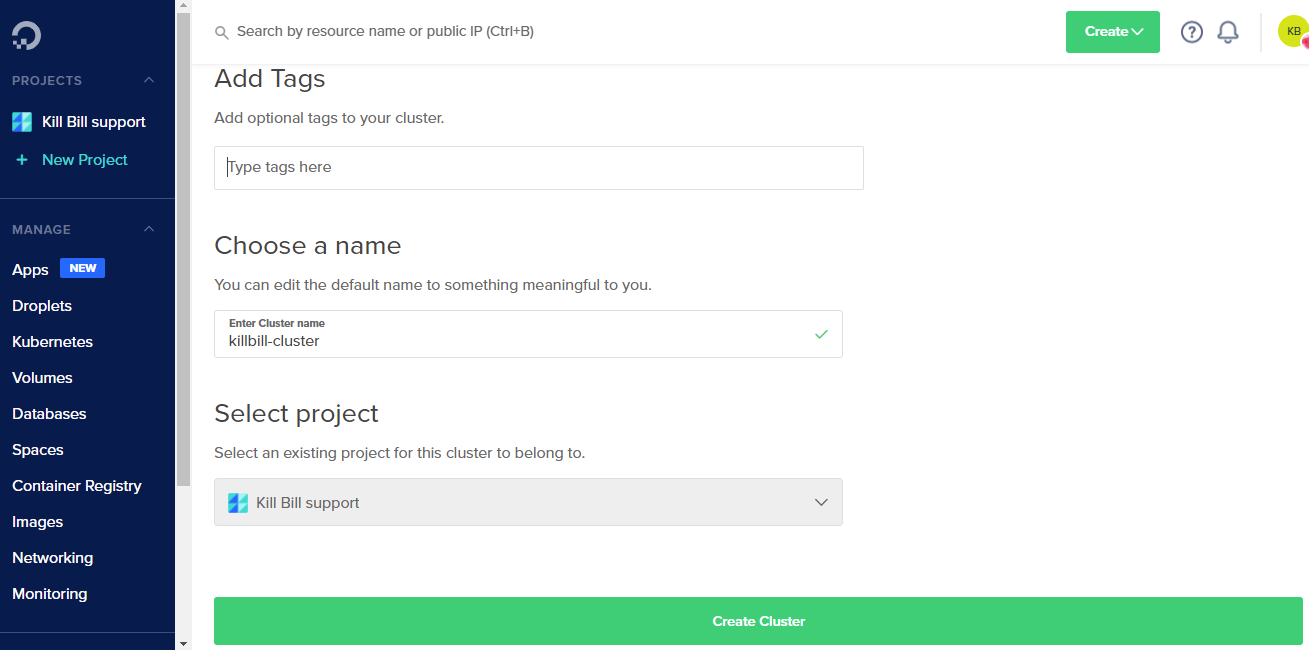 Search by resource name or public IP (Ctrl+B)
Create
?
KB
PROJECTS
Kill Bill support
+ New Project
MANAGE
Apps NEW
Droplets
Kubernetes
Volumes
Databases
Spaces
Container Registry
Images
Networking
Monitoring
Add Tags
Add optional tags to your cluster.
Type tags here
Choose a name
You can edit the default name to something meaningful to you.
Enter Cluster name
killbill-cluster
Select project
Select an existing project for this cluster to belong to.
Kill Bill support
Create Cluster